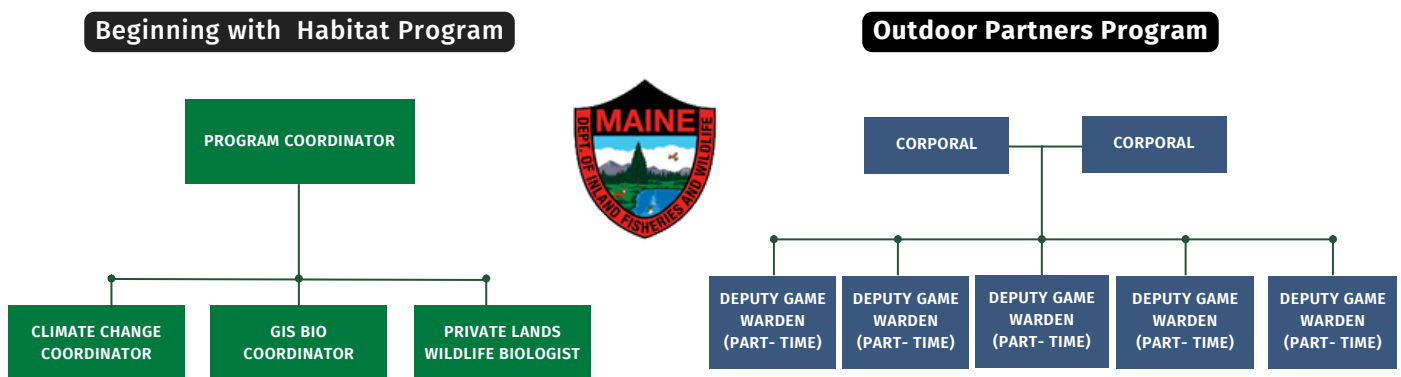 Beginning with Habitat Program
Outdoor Partners Program
MAINE
DEPT. OF INLAND FISHERIES AND WILDLIFE
PROGRAM COORDINATOR
CORPORAL
CORPORAL
CLIMATE CHANGE
COORDINATOR
GIS BIO
COORDINATOR
PRIVATE LANDS
WILDLIFE BIOLOGIST
DEPUTY GAME
WARDEN
(PART- TIME)
DEPUTY GAME
WARDEN
(PART- TIME)
DEPUTY GAME
WARDEN
(PART- TIME)
DEPUTY GAME
WARDEN
(PART- TIME)
DEPUTY GAME
WARDEN
(PART- TIME)